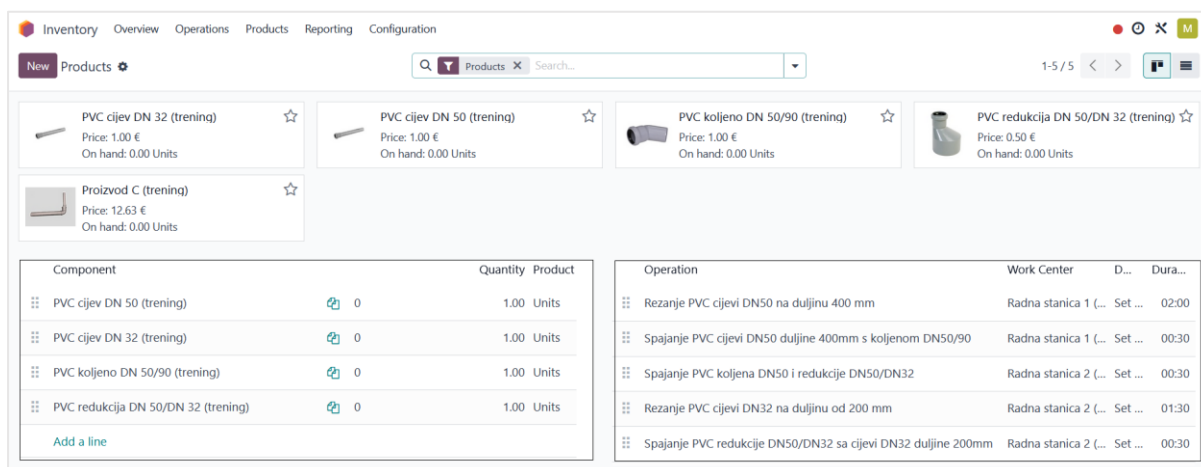 Inventory Overview Operations Products Reporting Configuration M
New Products Products X Search... 1-5 / 5
PVC cijev DN 32 (trening)
Price: 1.00 €
On hand: 0.00 Units
PVC cijev DN 50 (trening)
Price: 1.00 €
On hand: 0.00 Units
PVC koljeno DN 50/90 (trening)
Price: 1.00 €
On hand: 0.00 Units
PVC redukcija DN 50/DN 32 (trening)
Price: 0.50 €
On hand: 0.00 Units
Proizvod C (trening)
Price: 12.63 €
On hand: 0.00 Units
Component Quantity Product
PVC cijev DN 50 (trening) 0 1.00 Units
PVC cijev DN 32 (trening) 0 1.00 Units
PVC koljeno DN 50/90 (trening) 0 1.00 Units
PVC redukcija DN 50/DN 32 (trening) 0 1.00 Units
Add a line
Operation Work Center D... Dura...
Rezanje PVC cijevi DN50 na duljinu 400 mm Radna stanica 1 (... Set ... 02:00
Spajanje PVC cijevi DN50 duljine 400mm s koljenom DN50/90 Radna stanica 1 (... Set ... 00:30
Spajanje PVC koljena DN50 i redukcije DN50/DN32 Radna stanica 2 (... Set ... 00:30
Rezanje PVC cijevi DN32 na duljinu od 200 mm Radna stanica 2 (... Set ... 01:30
Spajanje PVC redukcije DN50/DN32 sa cijevi DN32 duljine 200mm Radna stanica 2 (... Set ... 00:30